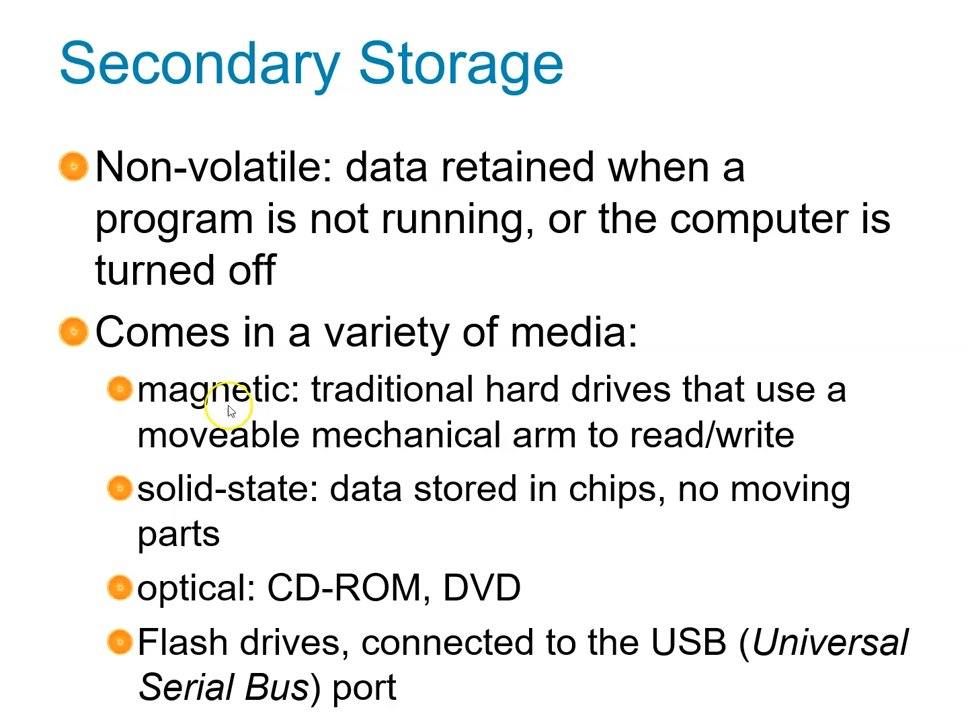 Secondary Storage
Non-volatile: data retained when a
program is not running, or the computer is
turned off
Comes in a variety of media:
magnetic: traditional hard drives that use a
moveable mechanical arm to read/write
solid-state: data stored in chips, no moving
parts
optical: CD-ROM, DVD
Flash drives, connected to the USB (Universal
Serial Bus) port